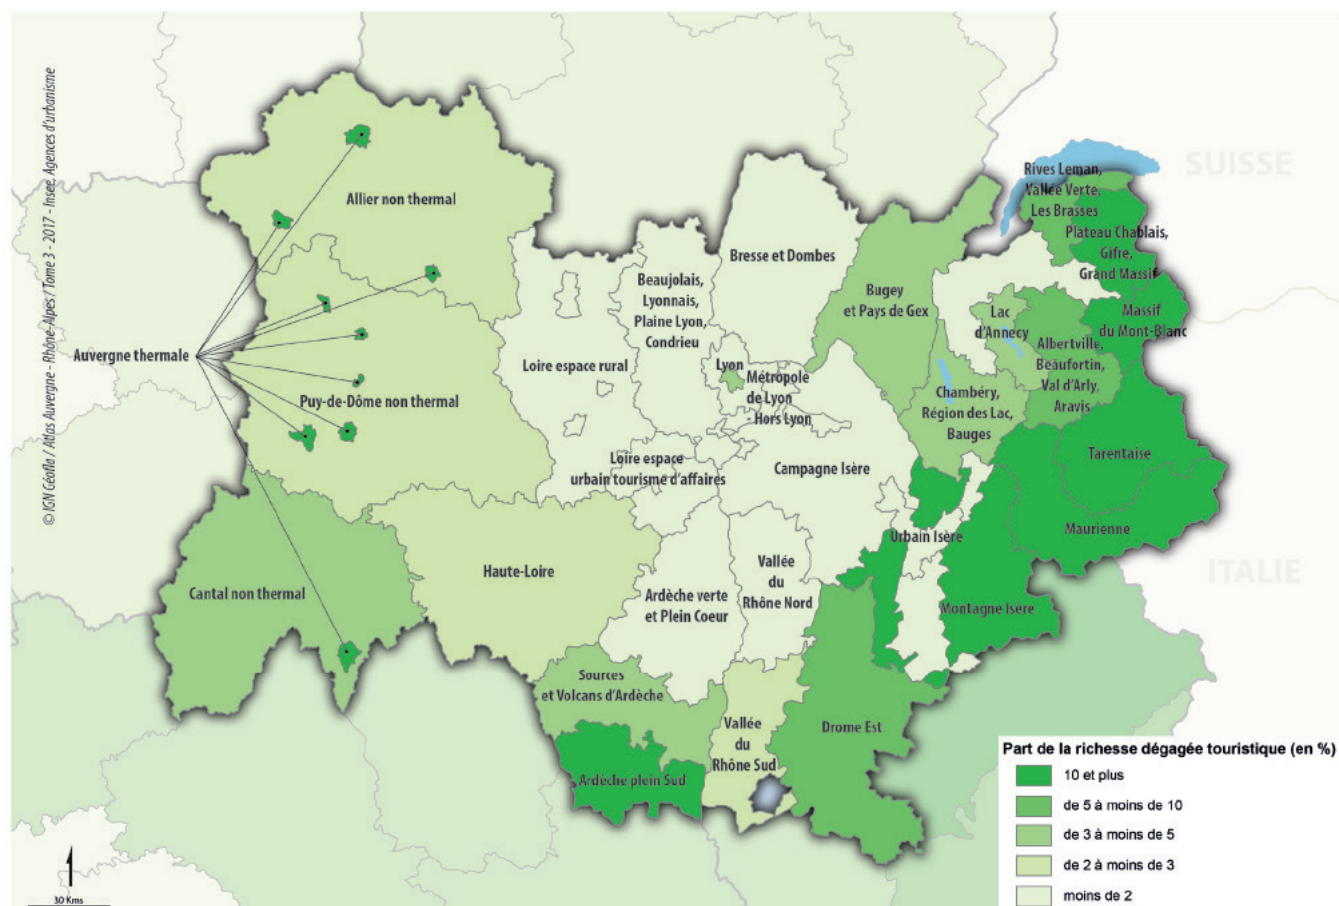 © IGN Géofla / Atlas Auvergne - Rhône-Alpes / Tome 3 - 2017 - Insee, Agences d'urbanisme
SUISSE
Rives Leman,
Vallée Verte,
Les Brasses
Plateau Chablais,
Gifre,
Grand Massif
Massif
du Mont-Blanc
Allier non thermal
Bresse et Dombes
Beaujolais,
Lyonnais,
Plaine Lyon,
Condrieu
Bugey
et Pays de Gex
Lac
d'Annecy
Albertville,
Beaufortin,
Val d'Arly,
Aravis
Auvergne thermale
Loire espace rural
Lyon
Métropole
de Lyon
- Hors Lyon
Chambéry,
Région des Lac,
Bauges
Puy-de-Dôme non thermal
Tarentaise
Loire espace
urbain tourisme d'affaires
Campagne Isère
Maurienne
Urbain Isère
Haute-Loire
Vallée
du
Rhône Nord
ITALIE
Cantal non thermal
Ardèche verte
et Plein Coeur
Montagne Isère
Sources
et Volcans d'Ardèche
Vallée
du
Rhône Sud
Drome Est
Ardèche plein Sud
Part de la richesse dégagée touristique (en %)
10 et plus
de 5 à moins de 10
de 3 à moins de 5
de 2 à moins de 3
moins de 2
30 Kms